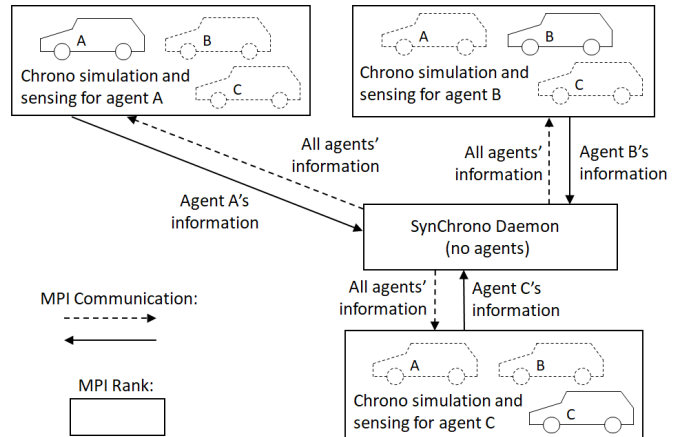 A
B
C
Chrono simulation and
sensing for agent A
A
B
C
Chrono simulation and
sensing for agent B
All agents'
information
Agent A's
information
All agents'
information
Agent B's
information
SynChrono Daemon
(no agents)
All agents'
information
Agent C's
information
MPI Communication:
MPI Rank:
A
B
C
Chrono simulation and
sensing for agent C